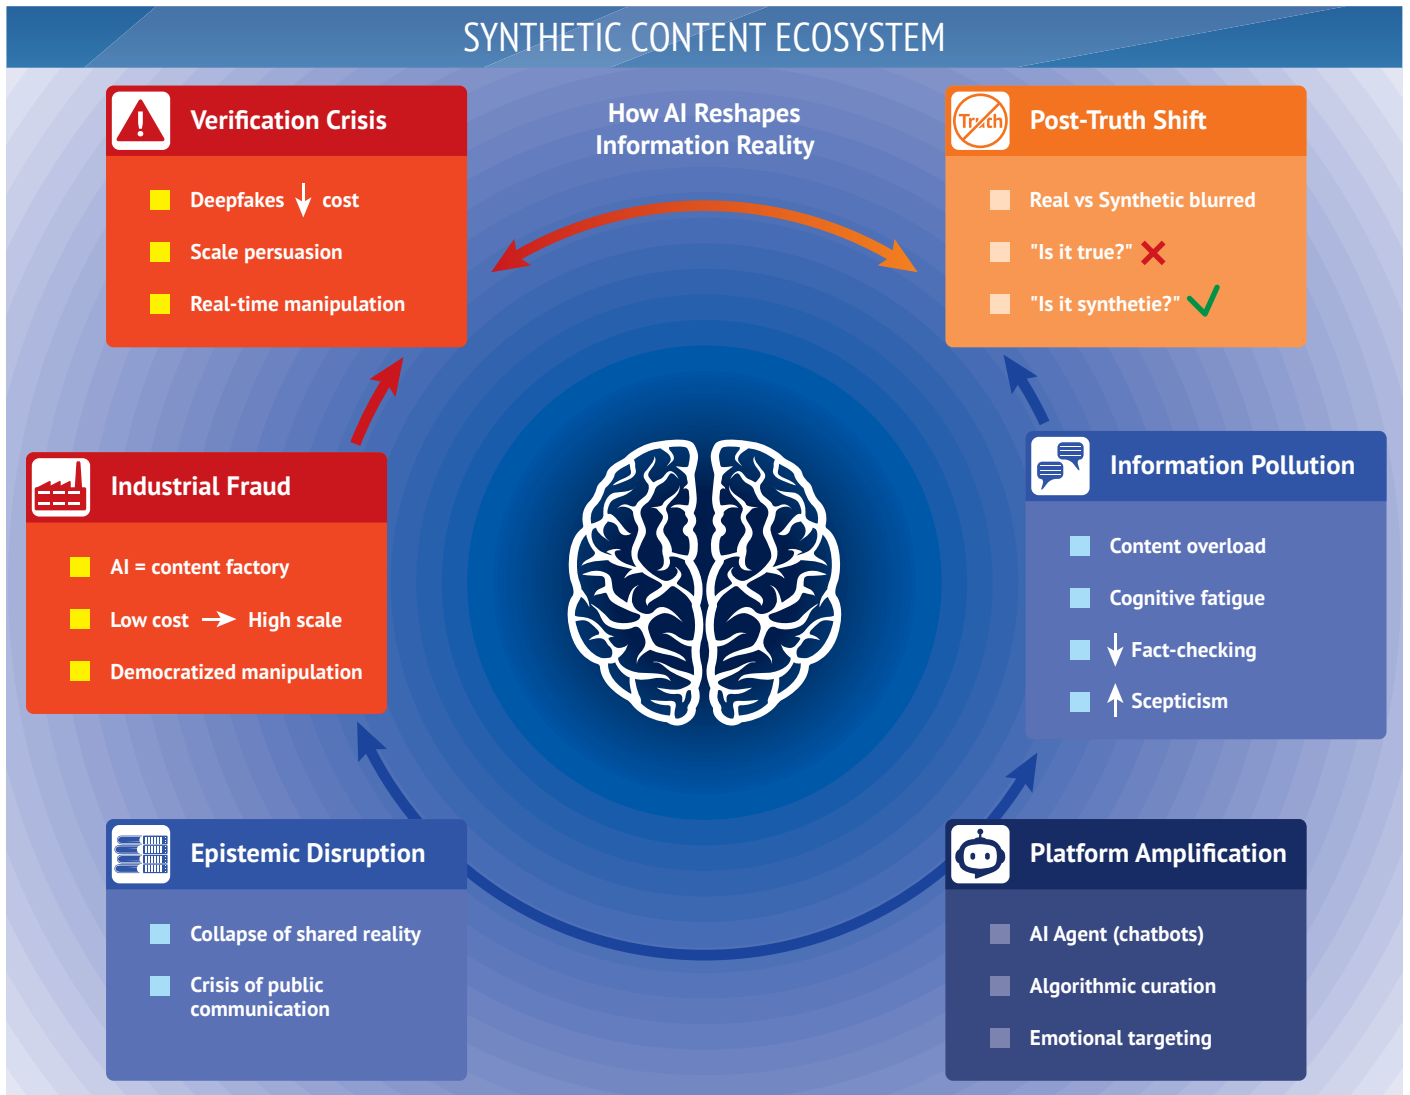 SYNTHETIC CONTENT ECOSYSTEM
How AI Reshapes
Information Reality
Verification Crisis
Deepfakes ↓ cost
Scale persuasion
Real-time manipulation
Truth
Post-Truth Shift
Real vs Synthetic blurred
"Is it true?" ✗
"Is it synthetie?" ✓
Industrial Fraud
AI = content factory
Low cost → High scale
Democratized manipulation
Information Pollution
Content overload
Cognitive fatigue
↓ Fact-checking
↑ Scepticism
Epistemic Disruption
Collapse of shared reality
Crisis of public
communication
Platform Amplification
AI Agent (chatbots)
Algorithmic curation
Emotional targeting